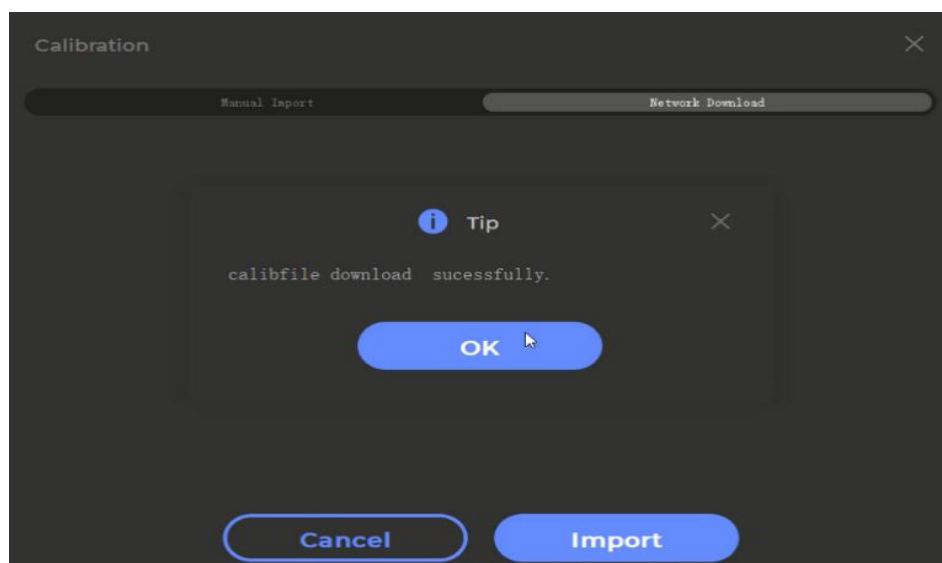 Calibration
Manual Import
Network Download
Tip
calibfile download sucessfully.
OK
Cancel
Import